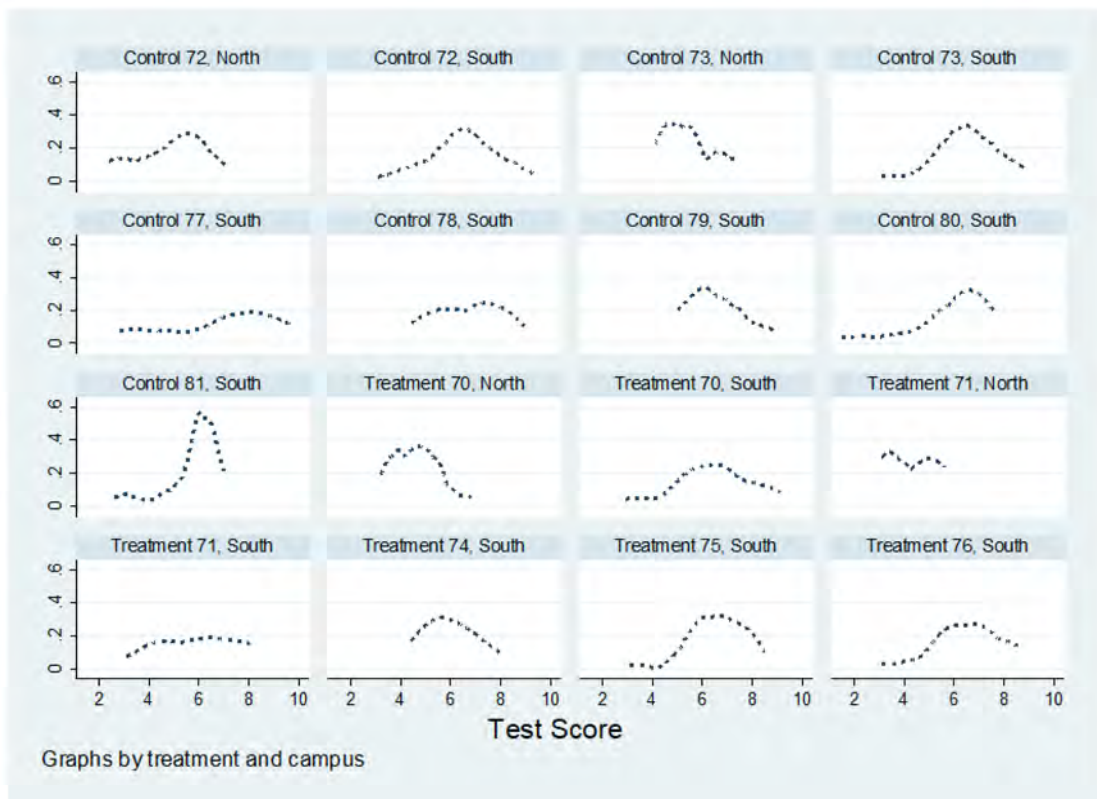 Control 72, North
Control 72, South
Control 73, North
Control 73, South
0 .2 .4 .6
Control 77, South
Control 78, South
Control 79, South
Control 80, South
0 .2 .4 .6
Control 81, South
Treatment 70, North
Treatment 70, South
Treatment 71, North
0 .2 .4 .6
Treatment 71, South
Treatment 74, South
Treatment 75, South
Treatment 76, South
0 .2 .4 .6
2 4 6 8 10
2 4 6 8 10
2 4 6 8 10
2 4 6 8 10
Test Score
Graphs by treatment and campus